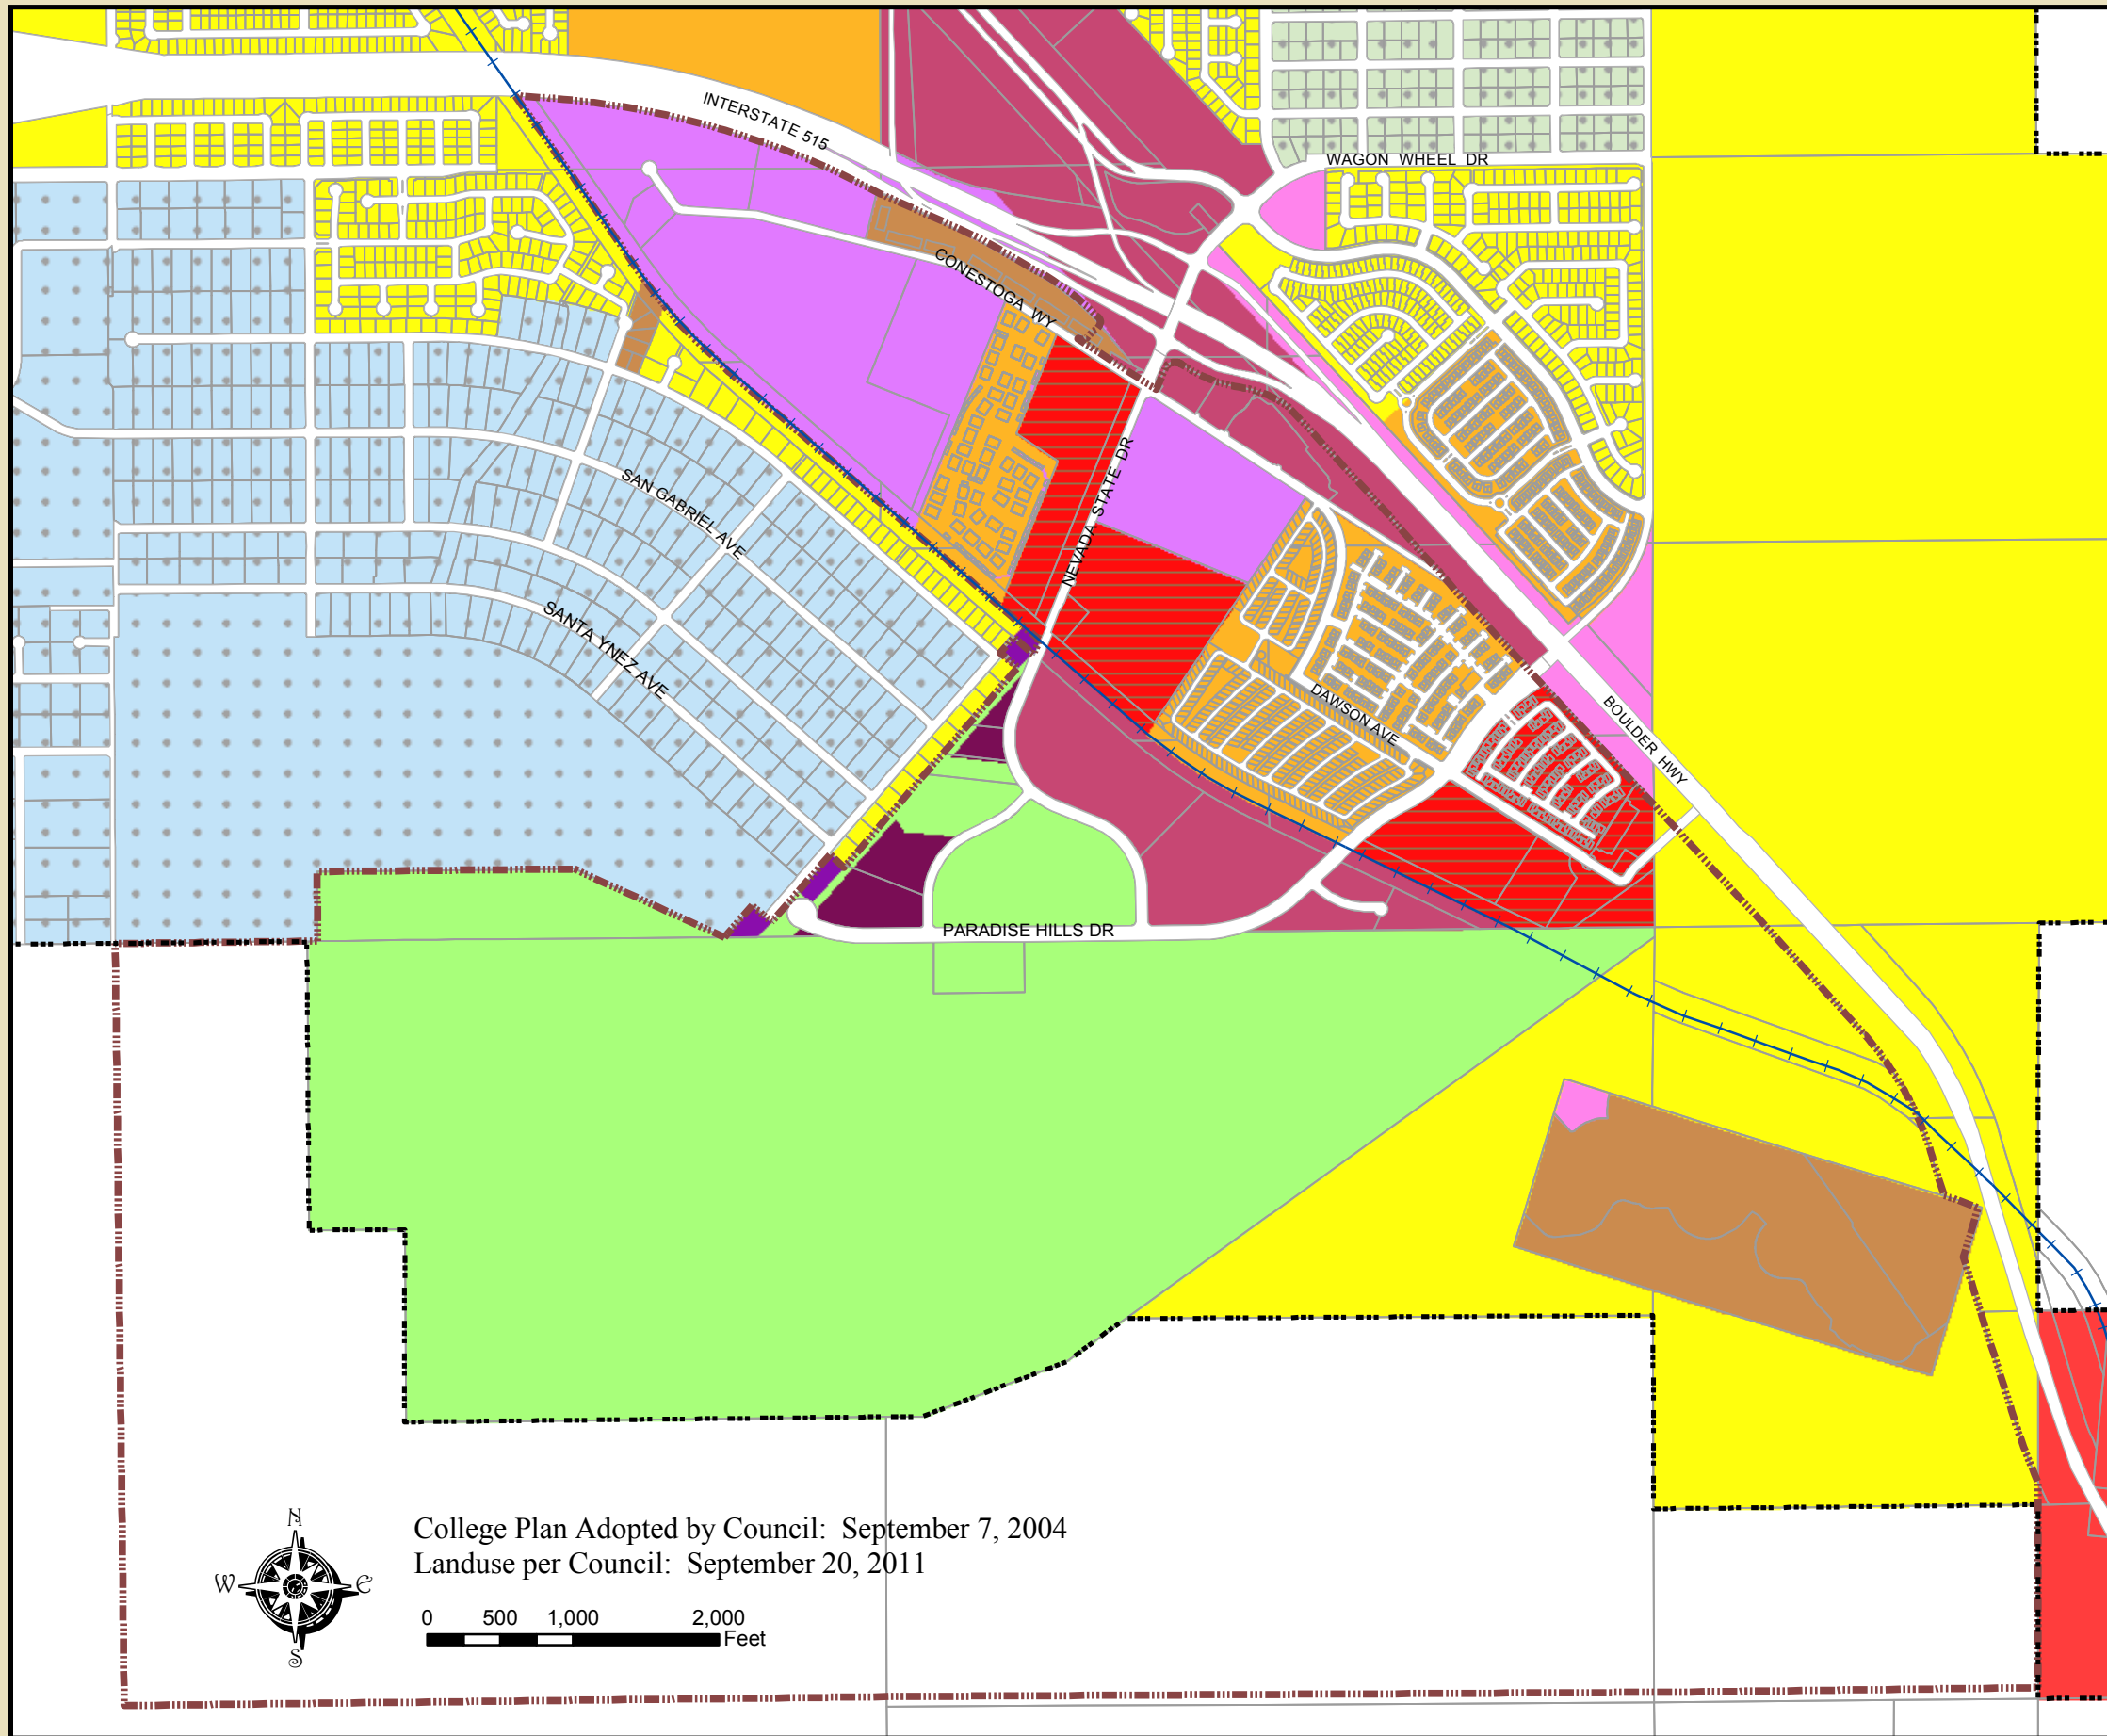 INTERSTATE 515
WAGON WHEEL DR
CONESTOGA WY
NEVADA STATE DR
SAN GABRIEL AVE
SANTA YNEZ AVE
DAWSON AVE
BOULDER HWY
PARADISE HILLS DR
N
W E
S
College Plan Adopted by Council: September 7, 2004
Landuse per Council: September 20, 2011
0 500 1,000 2,000
Feet